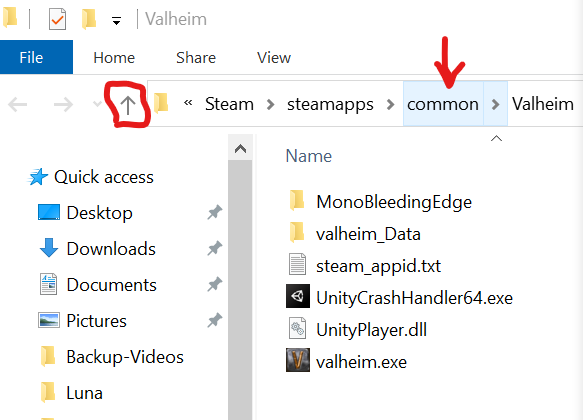 Valheim
File Home Share View
« Steam > steamapps > common > Valheim
Name
Quick access
Desktop
Downloads
Documents
Pictures
Backup-Videos
Luna
MonoBleedingEdge
valheim_Data
steam_appid.txt
UnityCrashHandler64.exe
UnityPlayer.dll
valheim.exe